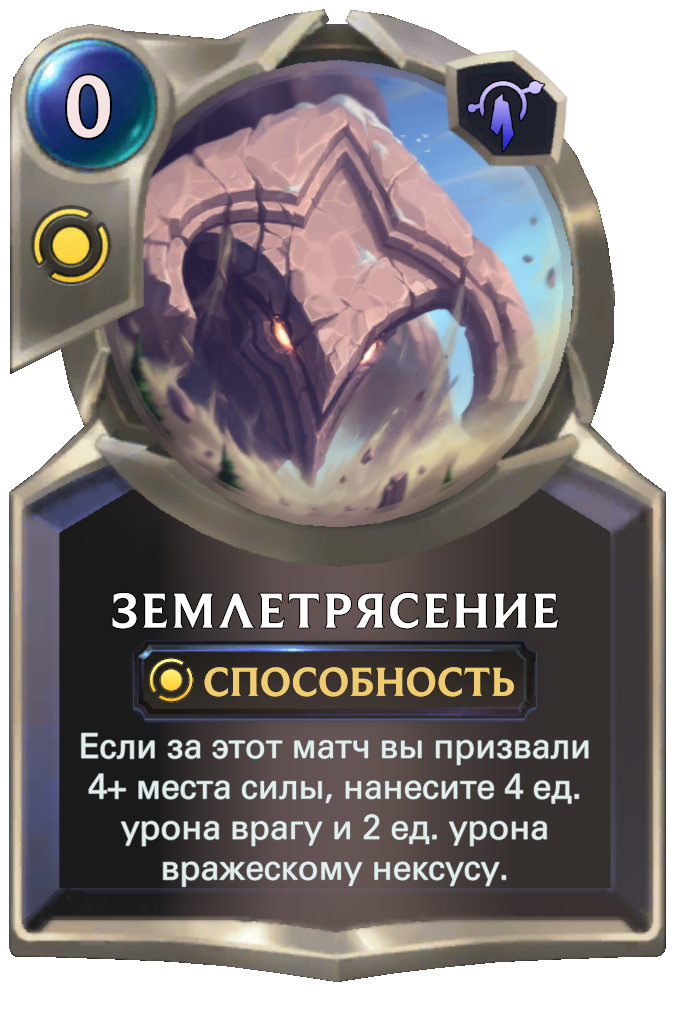 0
ЗЕМЛЕТРЯСЕНИЕ
СПОСОБНОСТЬ
Если за этот матч вы призвали
4+ места силы, нанесите 4 ед.
урона врагу и 2 ед. урона
вражескому нексусу.